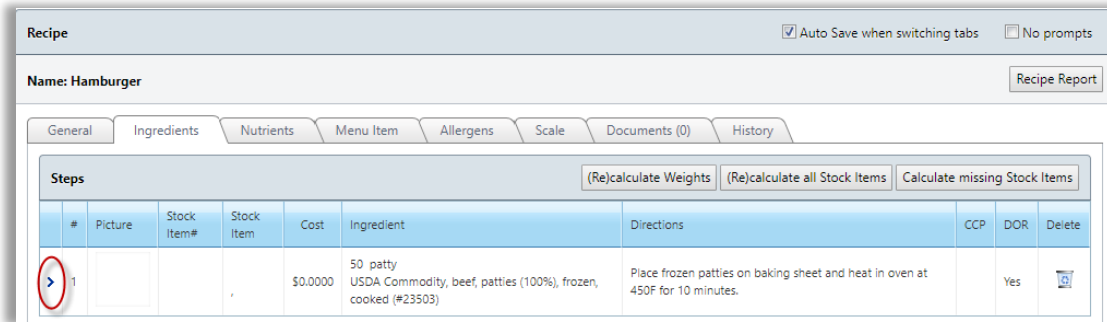 Recipe
Auto Save when switching tabs
No prompts
Name: Hamburger
Recipe Report
General
Ingredients
Nutrients
Menu Item
Allergens
Scale
Documents (0)
History
Steps
(Re)calculate Weights
(Re)calculate all Stock Items
Calculate missing Stock Items
#
Picture
Stock
Item#
Stock
Item
Cost
Ingredient
Directions
CCP
DOR
Delete
1
,
$0.0000
50 patty
USDA Commodity, beef, patties (100%), frozen,
cooked (#23503)
Place frozen patties on baking sheet and heat in oven at
450F for 10 minutes.
Yes